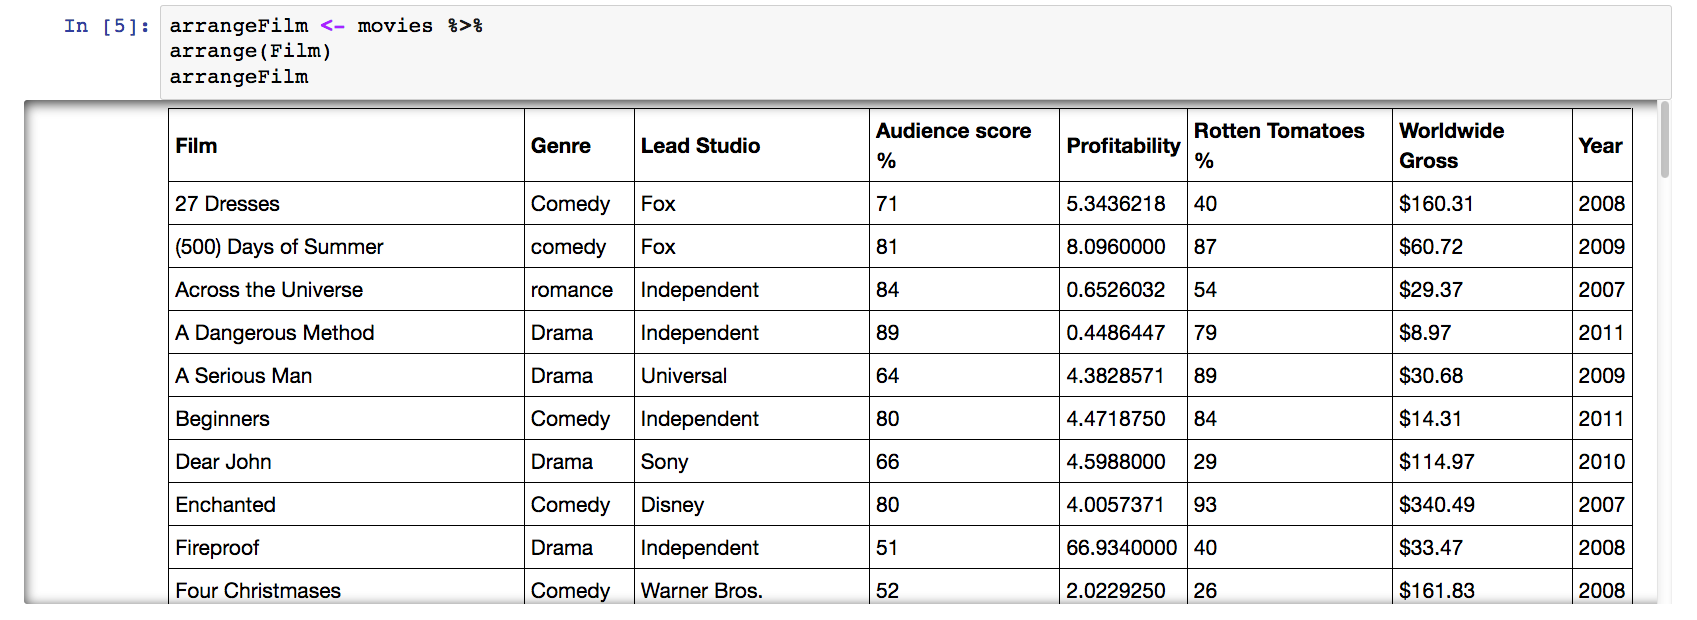 In [5]: arrangeFilm <- movies %>%
arrange(Film)
arrangeFilm
Film Genre Lead Studio Audience score % Profitability Rotten Tomatoes % Worldwide Gross Year
27 Dresses Comedy Fox 71 5.3436218 40 $160.31 2008
(500) Days of Summer comedy Fox 81 8.0960000 87 $60.72 2009
Across the Universe romance Independent 84 0.6526032 54 $29.37 2007
A Dangerous Method Drama Independent 89 0.4486447 79 $8.97 2011
A Serious Man Drama Universal 64 4.3828571 89 $30.68 2009
Beginners Comedy Independent 80 4.4718750 84 $14.31 2011
Dear John Drama Sony 66 4.5988000 29 $114.97 2010
Enchanted Comedy Disney 80 4.0057371 93 $340.49 2007
Fireproof Drama Independent 51 66.9340000 40 $33.47 2008
Four Christmases Comedy Warner Bros. 52 2.0229250 26 $161.83 2008